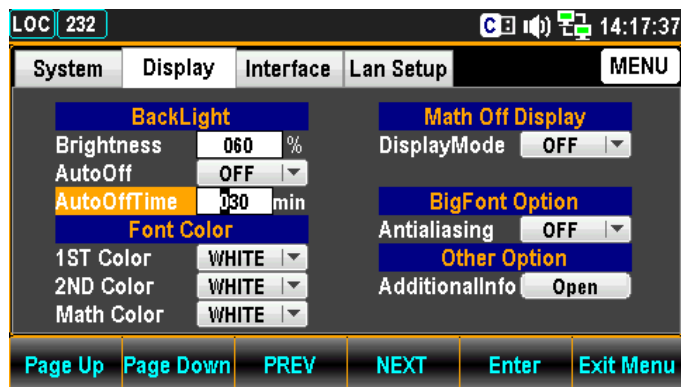 LOC 232 C 14:17:37
System Display Interface Lan Setup MENU
BackLight
Brightness 060 %
AutoOff OFF
AutoOffTime 030 min
Font Color
1ST Color WHITE
2ND Color WHITE
Math Color WHITE
Math Off Display
DisplayMode OFF
BigFont Option
Antialiasing OFF
Other Option
AdditionalInfo Open
Page Up Page Down PREV NEXT Enter Exit Menu